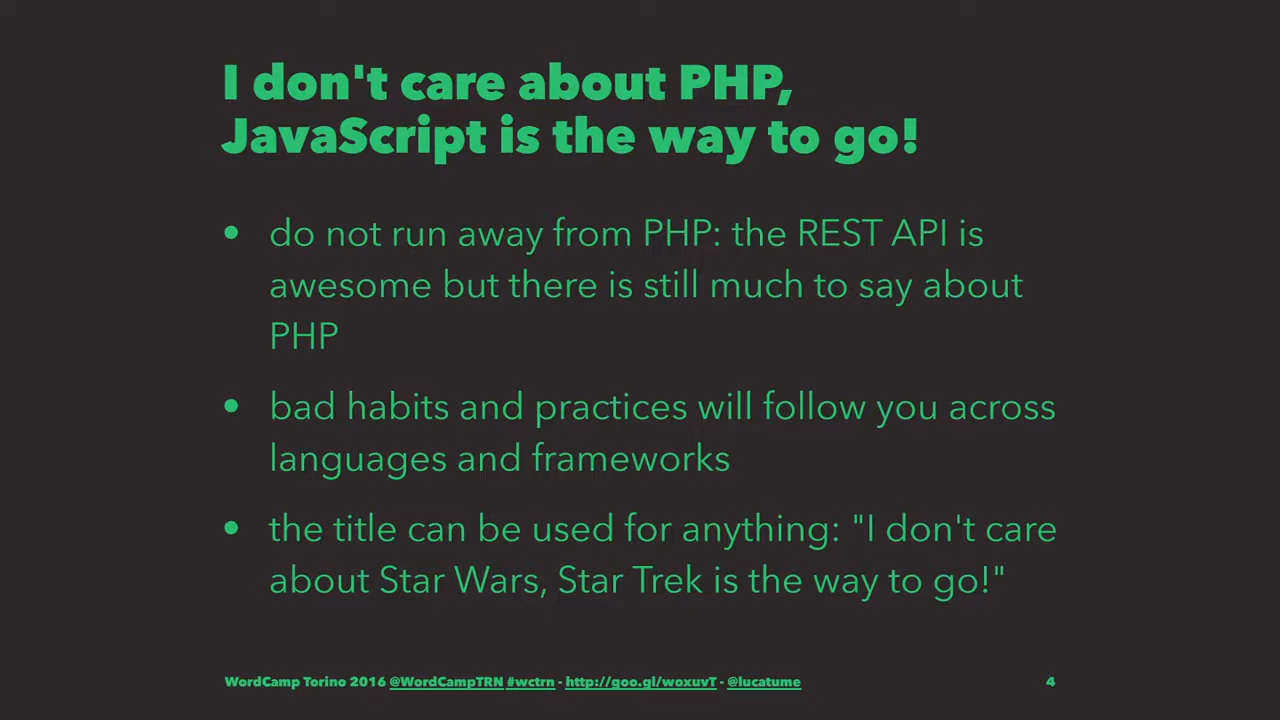 I don't care about PHP,
JavaScript is the way to go!
• do not run away from PHP: the REST API is
awesome but there is still much to say about
PHP
• bad habits and practices will follow you across
languages and frameworks
• the title can be used for anything: "I don't care
about Star Wars, Star Trek is the way to go!"
WordCamp Torino 2016 @WordCampTRN #wctrn - http://goo.gl/woxuvT - @lucatume 4